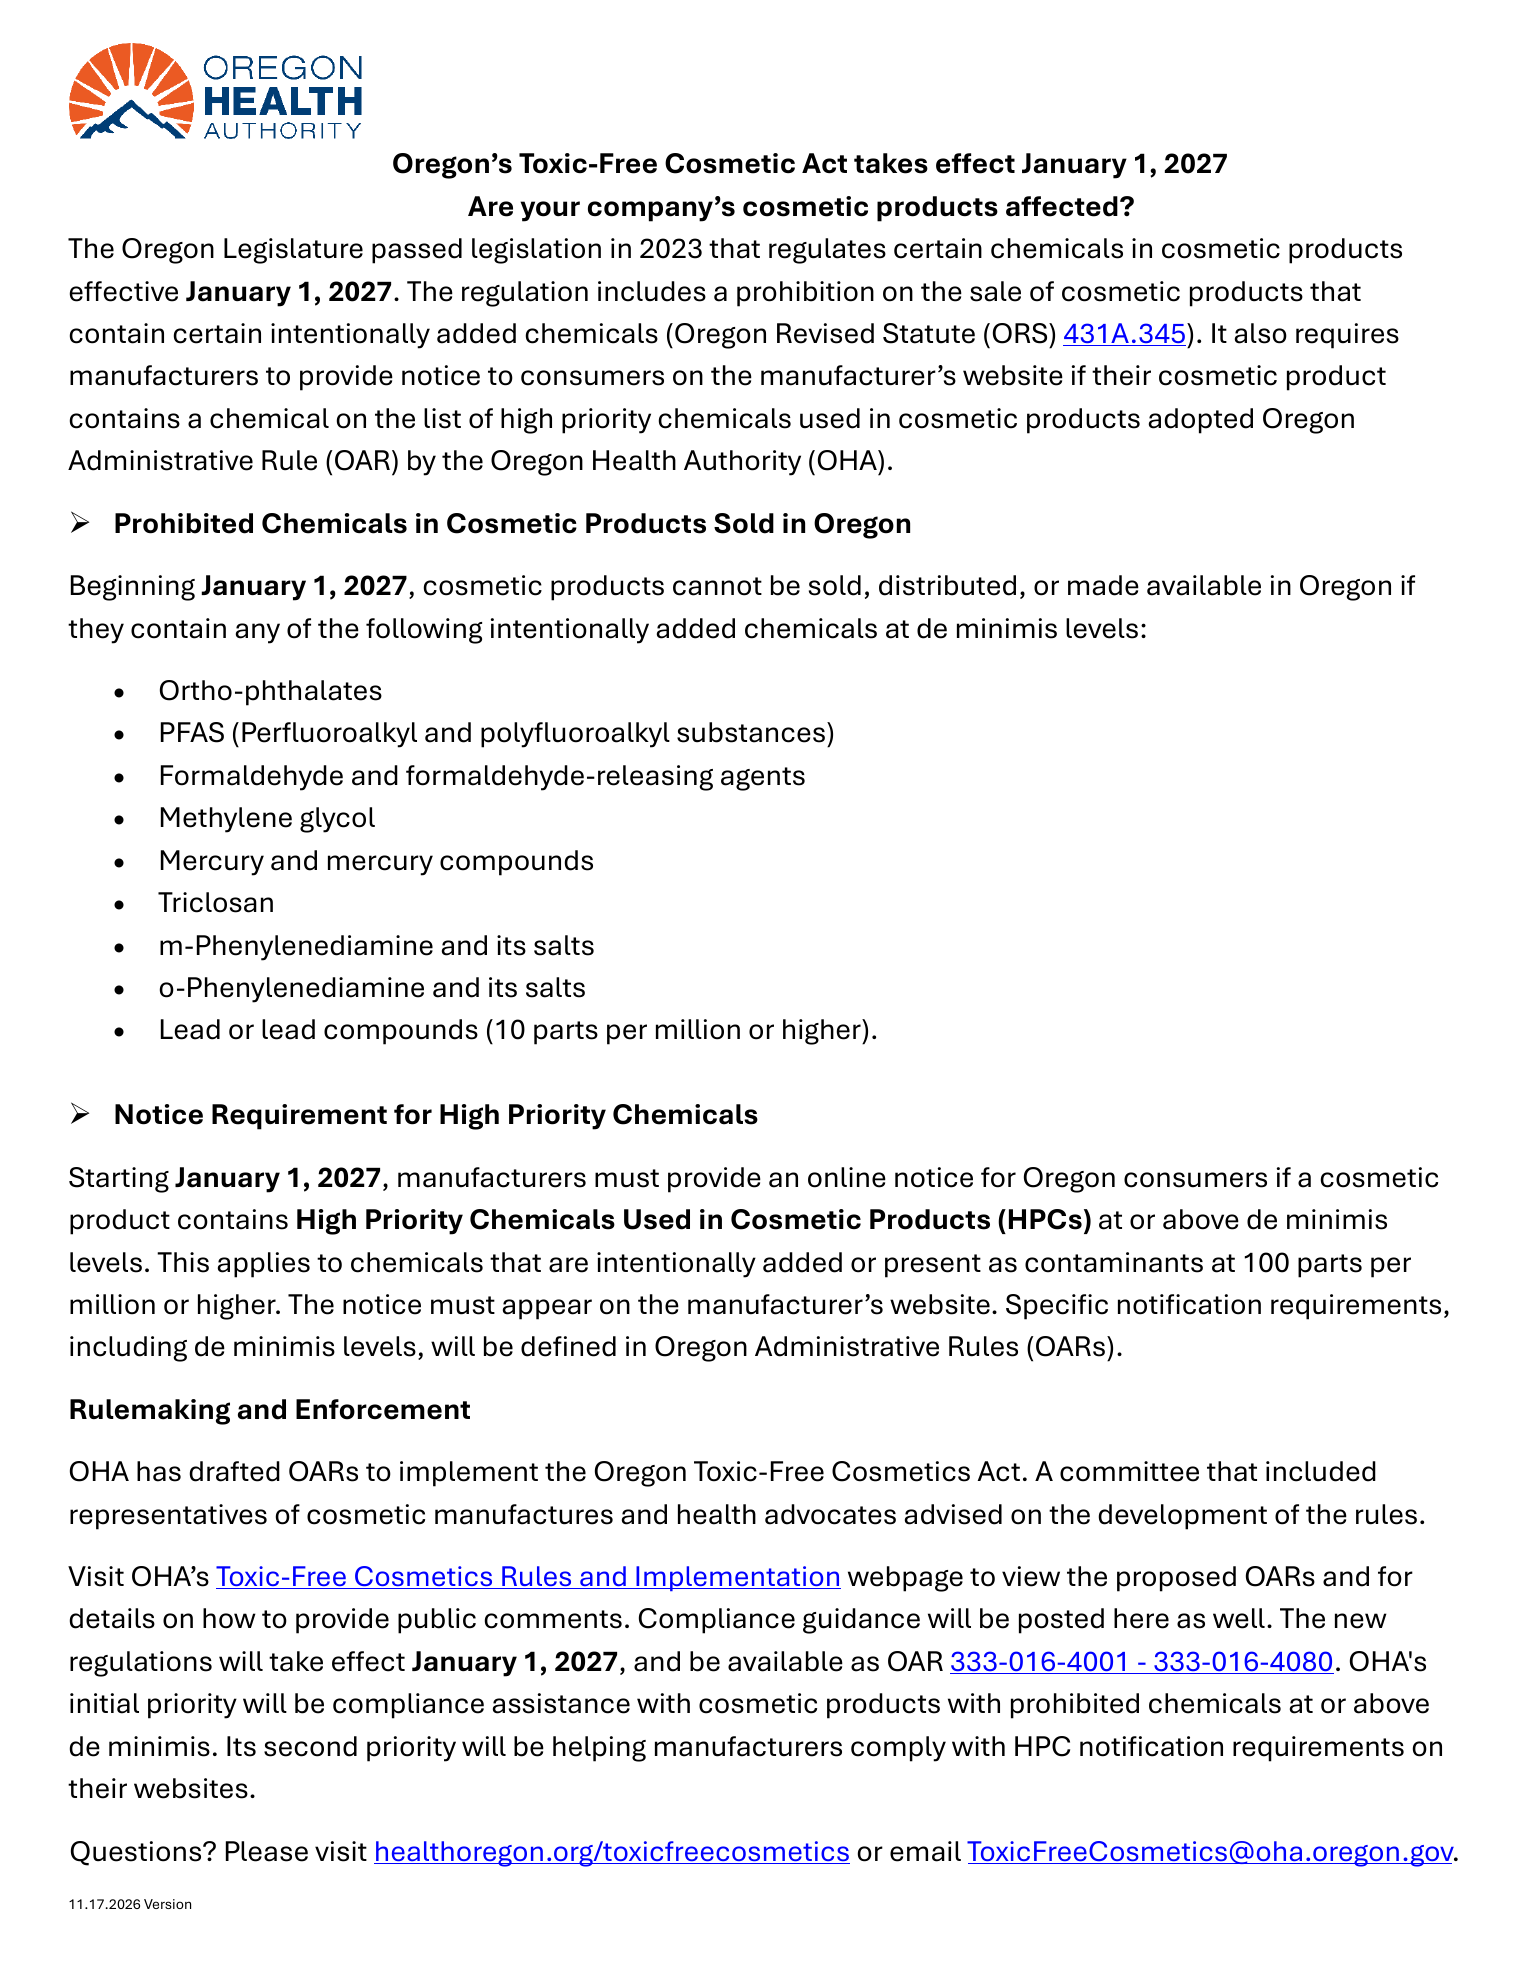 OREGON
HEALTH
AUTHORITY
Oregon’s Toxic-Free Cosmetic Act takes effect January 1, 2027
Are your company’s cosmetic products affected?
The Oregon Legislature passed legislation in 2023 that regulates certain chemicals in cosmetic products
effective January 1, 2027. The regulation includes a prohibition on the sale of cosmetic products that
contain certain intentionally added chemicals (Oregon Revised Statute (ORS) 431A.345). It also requires
manufacturers to provide notice to consumers on the manufacturer’s website if their cosmetic product
contains a chemical on the list of high priority chemicals used in cosmetic products adopted Oregon
Administrative Rule (OAR) by the Oregon Health Authority (OHA).
➢ Prohibited Chemicals in Cosmetic Products Sold in Oregon
Beginning January 1, 2027, cosmetic products cannot be sold, distributed, or made available in Oregon if
they contain any of the following intentionally added chemicals at de minimis levels:
• Ortho-phthalates
• PFAS (Perfluoroalkyl and polyfluoroalkyl substances)
• Formaldehyde and formaldehyde-releasing agents
• Methylene glycol
• Mercury and mercury compounds
• Triclosan
• m-Phenylenediamine and its salts
• o-Phenylenediamine and its salts
• Lead or lead compounds (10 parts per million or higher).
➢ Notice Requirement for High Priority Chemicals
Starting January 1, 2027, manufacturers must provide an online notice for Oregon consumers if a cosmetic
product contains High Priority Chemicals Used in Cosmetic Products (HPCs) at or above de minimis
levels. This applies to chemicals that are intentionally added or present as contaminants at 100 parts per
million or higher. The notice must appear on the manufacturer’s website. Specific notification requirements,
including de minimis levels, will be defined in Oregon Administrative Rules (OARs).
Rulemaking and Enforcement
OHA has drafted OARs to implement the Oregon Toxic-Free Cosmetics Act. A committee that included
representatives of cosmetic manufactures and health advocates advised on the development of the rules.
Visit OHA’s Toxic-Free Cosmetics Rules and Implementation webpage to view the proposed OARs and for
details on how to provide public comments. Compliance guidance will be posted here as well. The new
regulations will take effect January 1, 2027, and be available as OAR 333-016-4001 - 333-016-4080. OHA's
initial priority will be compliance assistance with cosmetic products with prohibited chemicals at or above
de minimis. Its second priority will be helping manufacturers comply with HPC notification requirements on
their websites.
Questions? Please visit healthoregon.org/toxicfreecosmetics or email ToxicFreeCosmetics@oha.oregon.gov.
11.17.2026 Version